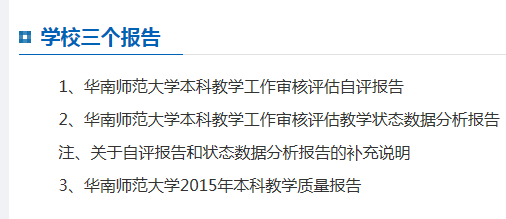 学校三个报告
1、华南师范大学本科教学工作审核评估自评报告
2、华南师范大学本科教学工作审核评估教学状态数据分析报告
注、关于自评报告和状态数据分析报告的补充说明
3、华南师范大学2015年本科教学质量报告